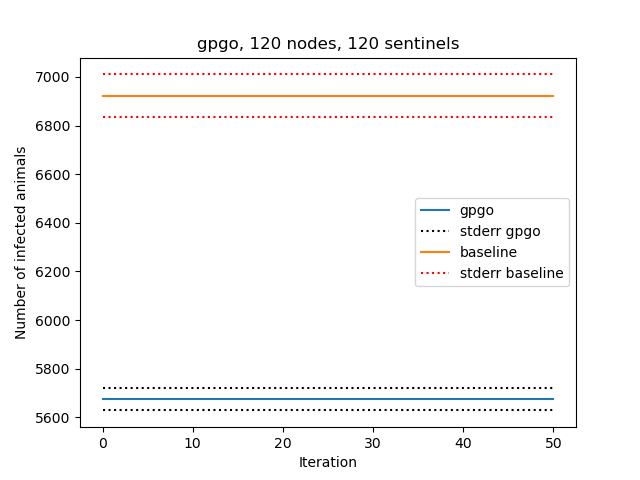 gpgo, 120 nodes, 120 sentinels
Number of infected animals
7000
6800
6600
6400
6200
6000
5800
5600
gpgo
stderr gpgo
baseline
stderr baseline
0 10 20 30 40 50
Iteration